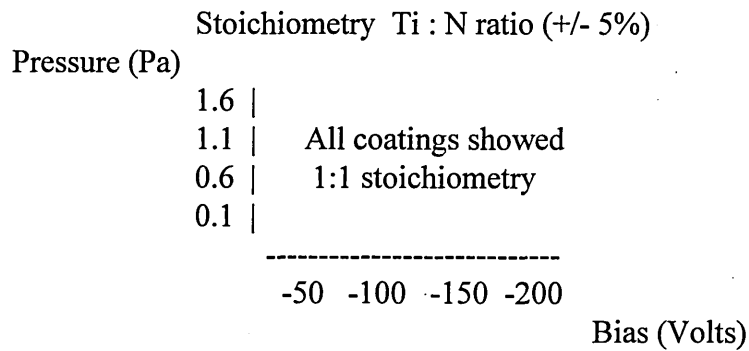 Stoichiometry Ti : N ratio (+/- 5%)
Pressure (Pa)
1.6 |
1.1 | All coatings showed
0.6 | 1:1 stoichiometry
0.1 |
-----------------------------
-50 -100 -150 -200
Bias (Volts)